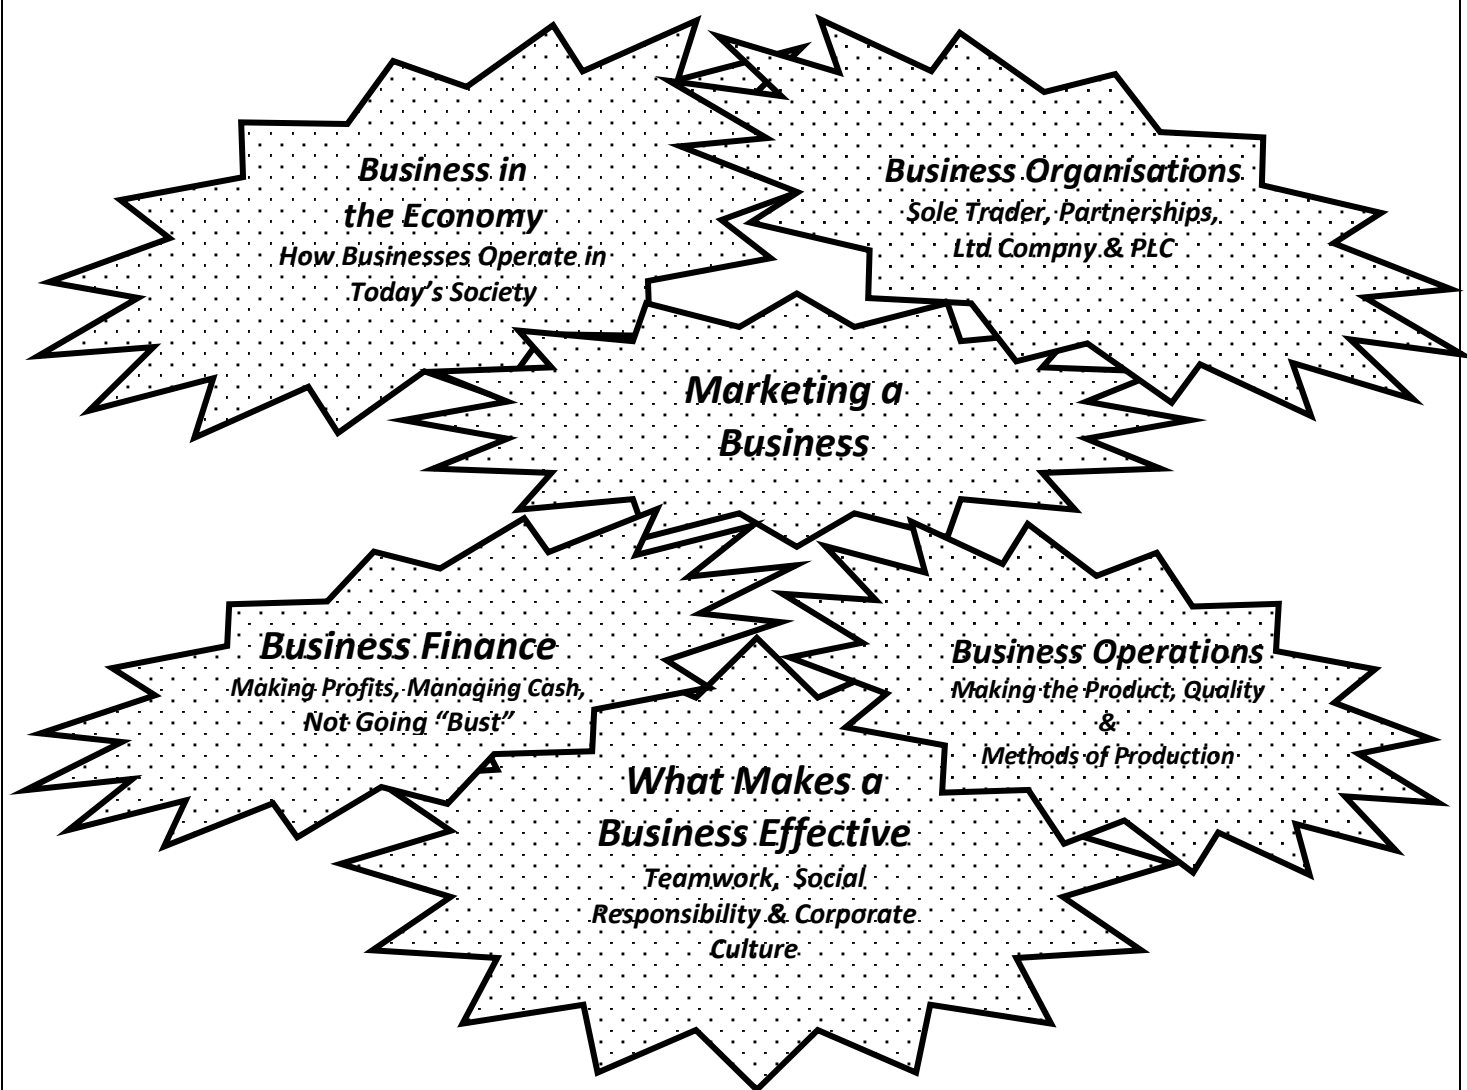 Business in
the Economy
How Businesses Operate in
Today's Society
Business Organisations
Sole Trader, Partnerships,
Ltd Compny & PLC
Marketing a
Business
Business Finance
Making Profits, Managing Cash,
Not Going “Bust”
Business Operations
Making the Product, Quality
&
Methods of Production
What Makes a
Business Effective
Teamwork, Social
Responsibility & Corporate
Culture